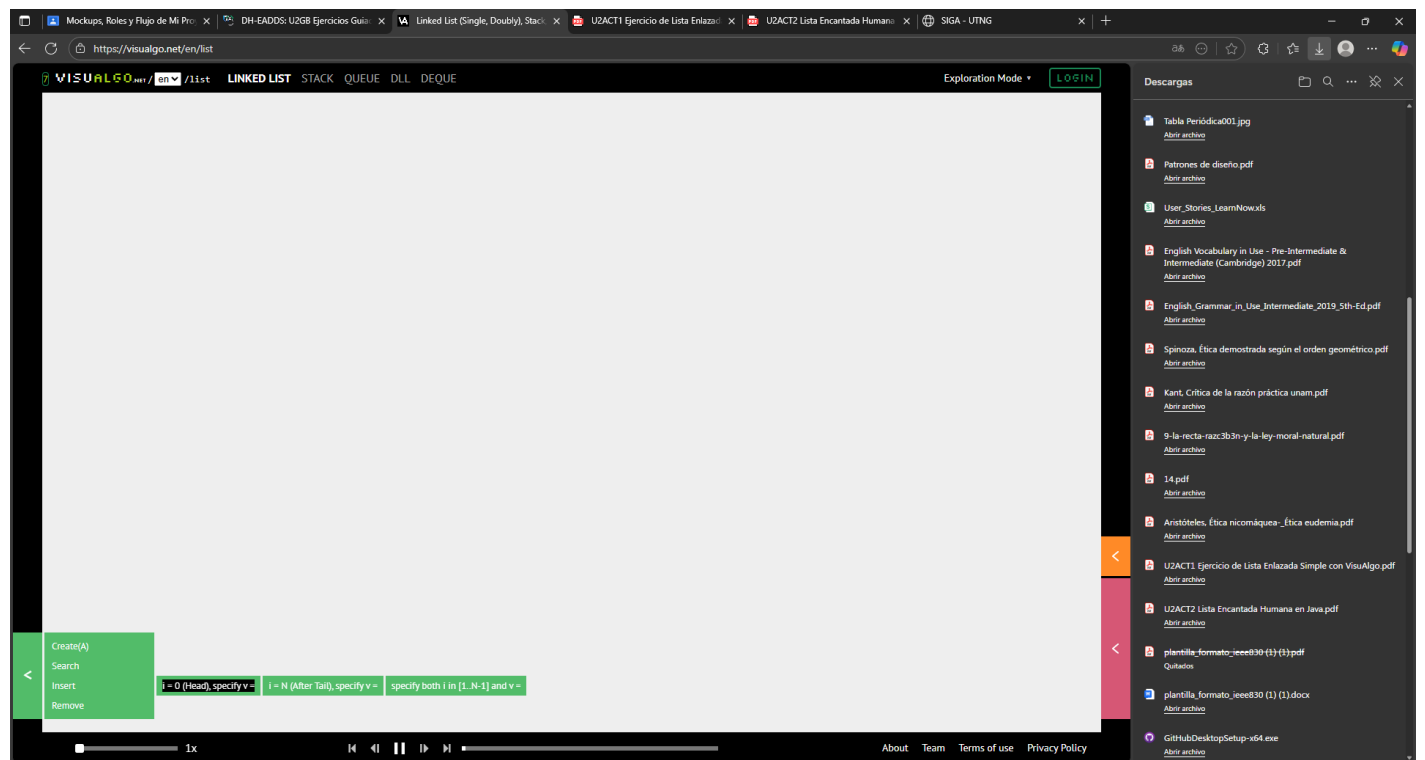 Mockups, Roles y Flujo de Mi Pro
DH-EADDS: U2GB Ejercicios Guia
Linked List (Single, Doubly), Stack
U2ACT1 Ejercicio de Lista Enlazad
U2ACT2 Lista Encantada Humana
SIGA - UTNG
https://visualgo.net/en/list
7 VISUALGO.NET/ en /list LINKED LIST STACK QUEUE DLL DEQUE
Exploration Mode
LOGIN
Create(A)
Search
Insert
Remove
i = 0 (Head), specify v =
i = N (After Tail), specify v =
specify both i in [1..N-1] and v =
1x
About Team Terms of use Privacy Policy
Descargas
Tabla Periódica001.jpg
Abrir archivo
Patrones de diseño.pdf
Abrir archivo
User_Stories_LearnNow.xls
Abrir archivo
English Vocabulary in Use - Pre-Intermediate &
Intermediate (Cambridge) 2017.pdf
Abrir archivo
English_Grammar_in_Use_Intermediate_2019_5th-Ed.pdf
Abrir archivo
Spinoza, Ética demostrada según el orden geométrico.pdf
Abrir archivo
Kant, Crítica de la razón práctica unam.pdf
Abrir archivo
9-la-recta-razc3b3n-y-la-ley-moral-natural.pdf
Abrir archivo
14.pdf
Abrir archivo
Aristóteles, Ética nicomáquea-_Ética eudemia.pdf
Abrir archivo
U2ACT1 Ejercicio de Lista Enlazada Simple con VisuAlgo.pdf
Abrir archivo
U2ACT2 Lista Encantada Humana en Java.pdf
Abrir archivo
plantilla_formato_ieee830 (1) (1).pdf
Quitados
plantilla_formato_ieee830 (1) (1).docx
Abrir archivo
GitHubDesktopSetup-x64.exe
Abrir archivo